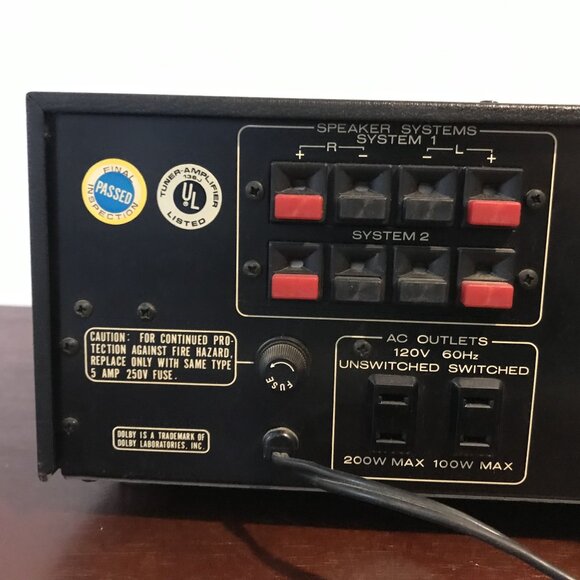 FINAL
PASSED
INSPECTION
TUNER-AMPLIFIER
138J
UL
LISTED
SPEAKER SYSTEMS
SYSTEM 1
+ R − − L +
SYSTEM 2
CAUTION: FOR CONTINUED PRO-
TECTION AGAINST FIRE HAZARD,
REPLACE ONLY WITH SAME TYPE
5 AMP 250V FUSE.
FUSE
DOLBY IS A TRADEMARK OF
DOLBY LABORATORIES, INC.
AC OUTLETS
120V 60Hz
UNSWITCHED SWITCHED
200W MAX 100W MAX